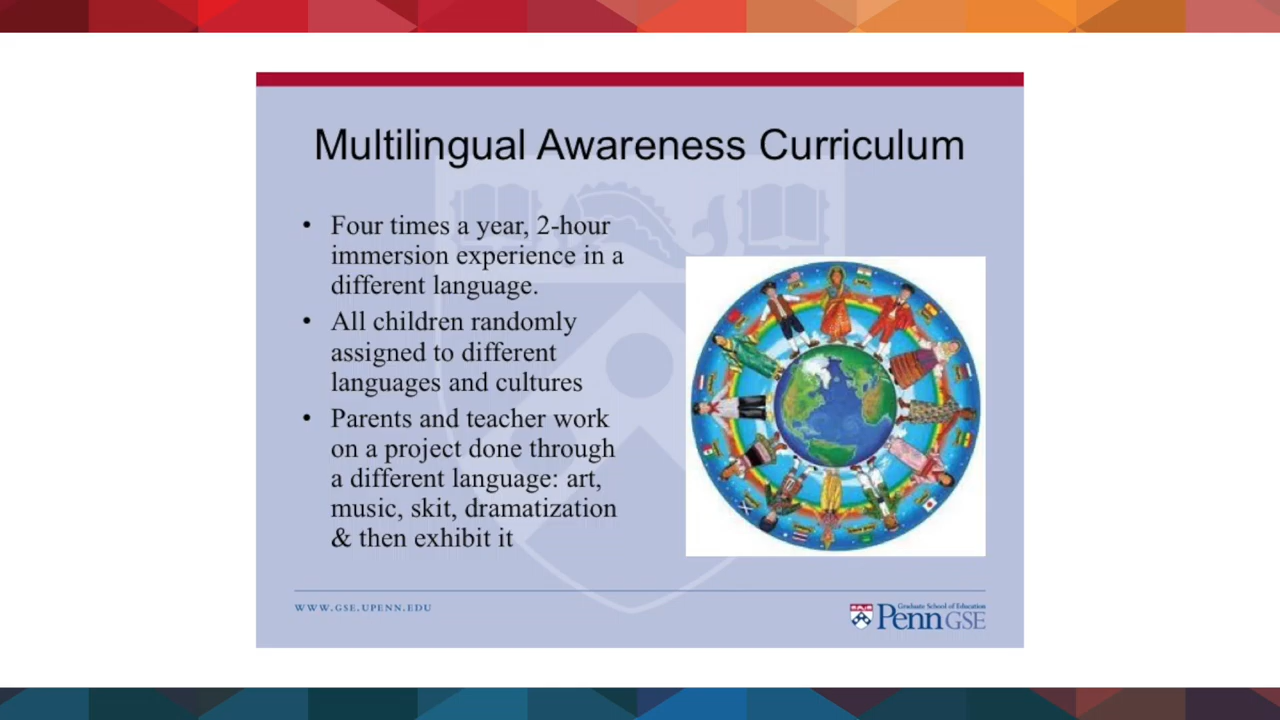 Multilingual Awareness Curriculum
• Four times a year, 2-hour
immersion experience in a
different language.
• All children randomly
assigned to different
languages and cultures
• Parents and teacher work
on a project done through
a different language: art,
music, skit, dramatization
& then exhibit it
WWW.GSE.UPENN.EDU
Graduate School of Education
Penn GSE